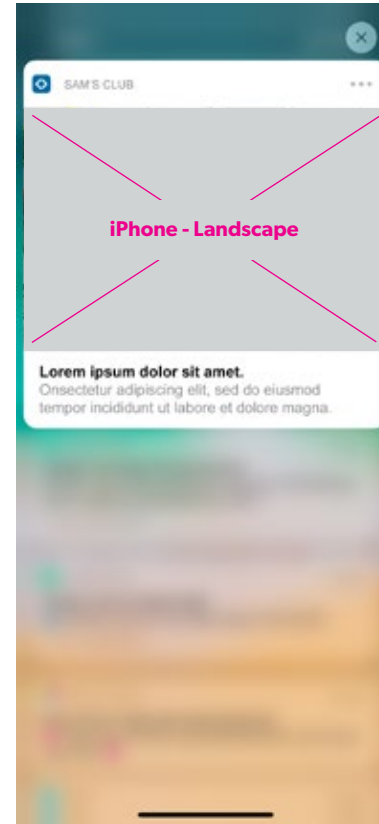 SAM'S CLUB
iPhone - Landscape
Lorem ipsum dolor sit amet.
Onsectetur adipiscing elit, sed do eiusmod
tempor incididunt ut labore et dolore magna.